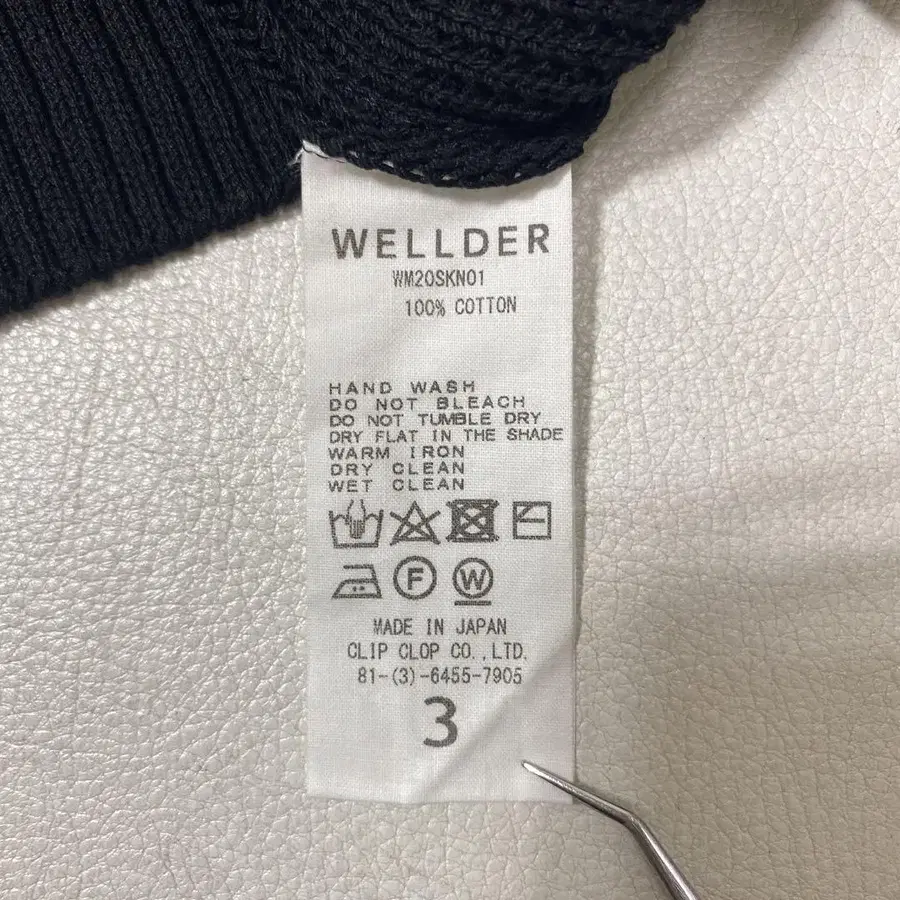 WELLDER
WM20SKN01
100% COTTON
HAND WASH
DO NOT BLEACH
DO NOT TUMBLE DRY
DRY FLAT IN THE SHADE
WARM IRON
DRY CLEAN
WET CLEAN
F W
MADE IN JAPAN
CLIP CLOP CO.,LTD.
81-(3)-6455-7905
3